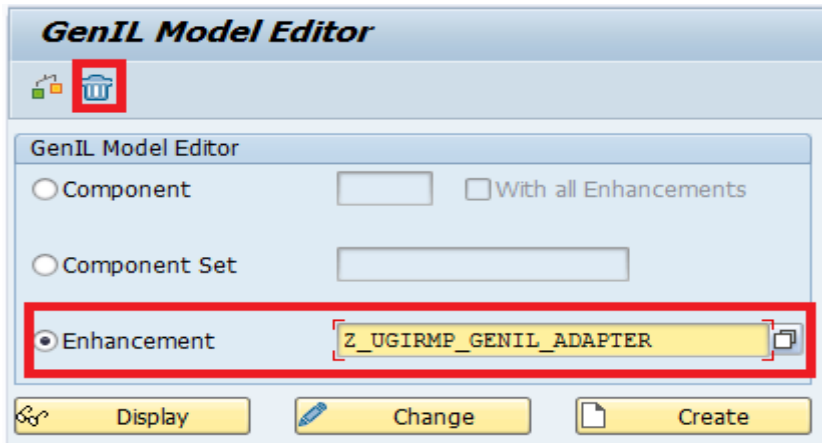 GenIL Model Editor
GenIL Model Editor
Component
With all Enhancements
Component Set
Enhancement Z_UGIRMP_GENIL_ADAPTER
Display Change Create